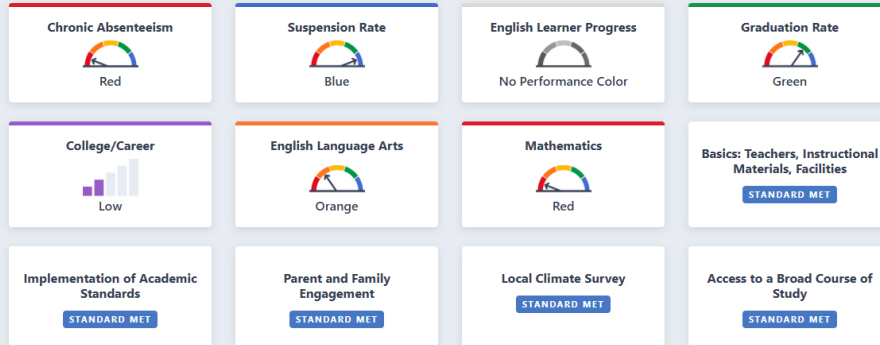 Chronic Absenteeism
Red
Suspension Rate
Blue
English Learner Progress
No Performance Color
Graduation Rate
Green
College/Career
Low
English Language Arts
Orange
Mathematics
Red
Basics: Teachers, Instructional
Materials, Facilities
STANDARD MET
Implementation of Academic
Standards
STANDARD MET
Parent and Family
Engagement
STANDARD MET
Local Climate Survey
STANDARD MET
Access to a Broad Course of
Study
STANDARD MET